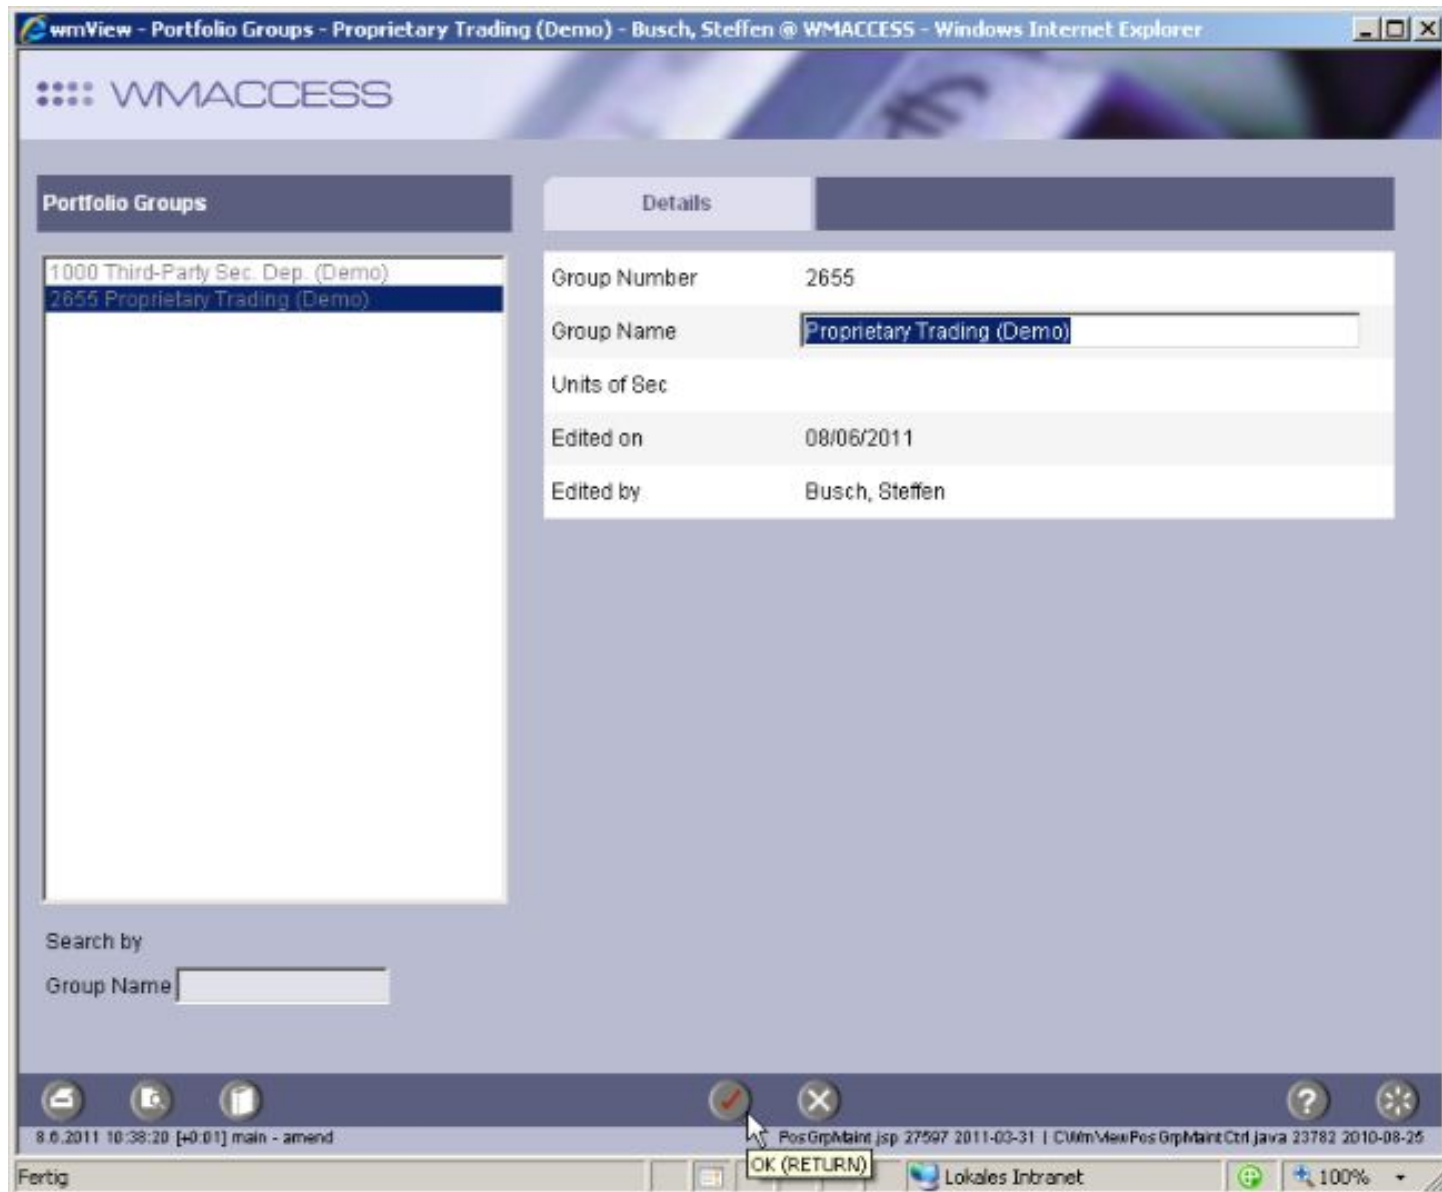 wmView - Portfolio Groups - Proprietary Trading (Demo) - Busch, Steffen @ WMACCESS - Windows Internet Explorer
WMACCESS
Portfolio Groups
Details
1000 Third-Party Sec. Dep. (Demo)
2655 Proprietary Trading (Demo)
Group Number 2655
Group Name Proprietary Trading (Demo)
Units of Sec
Edited on 08/06/2011
Edited by Busch, Steffen
Search by
Group Name
8.6.2011 10:38:20 [+0:01] main - amend
PosGrpMaint.jsp 27597 2011-03-31 | CWmViewPosGrpMaintCtrl.java 23782 2010-08-25
OK (RETURN)
Fertig
Lokales Intranet
100%